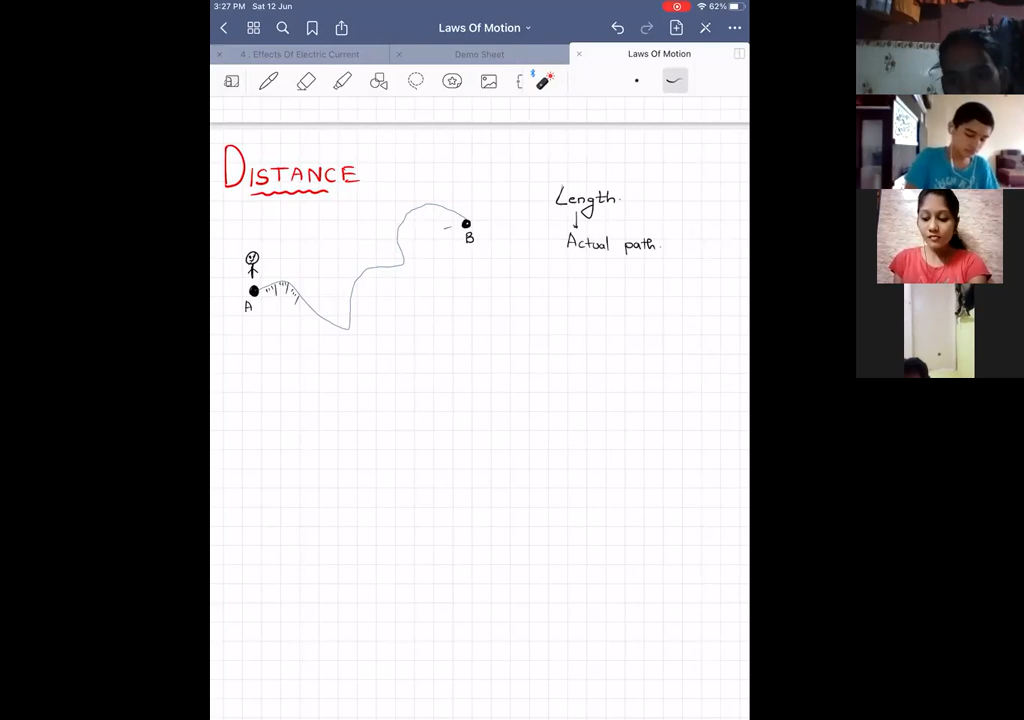 3:27 PM Sat 12 Jun
62%
Laws Of Motion
4 . Effects Of Electric Current
Demo Sheet
Laws Of Motion
DISTANCE
Length.
Actual path.
A
B